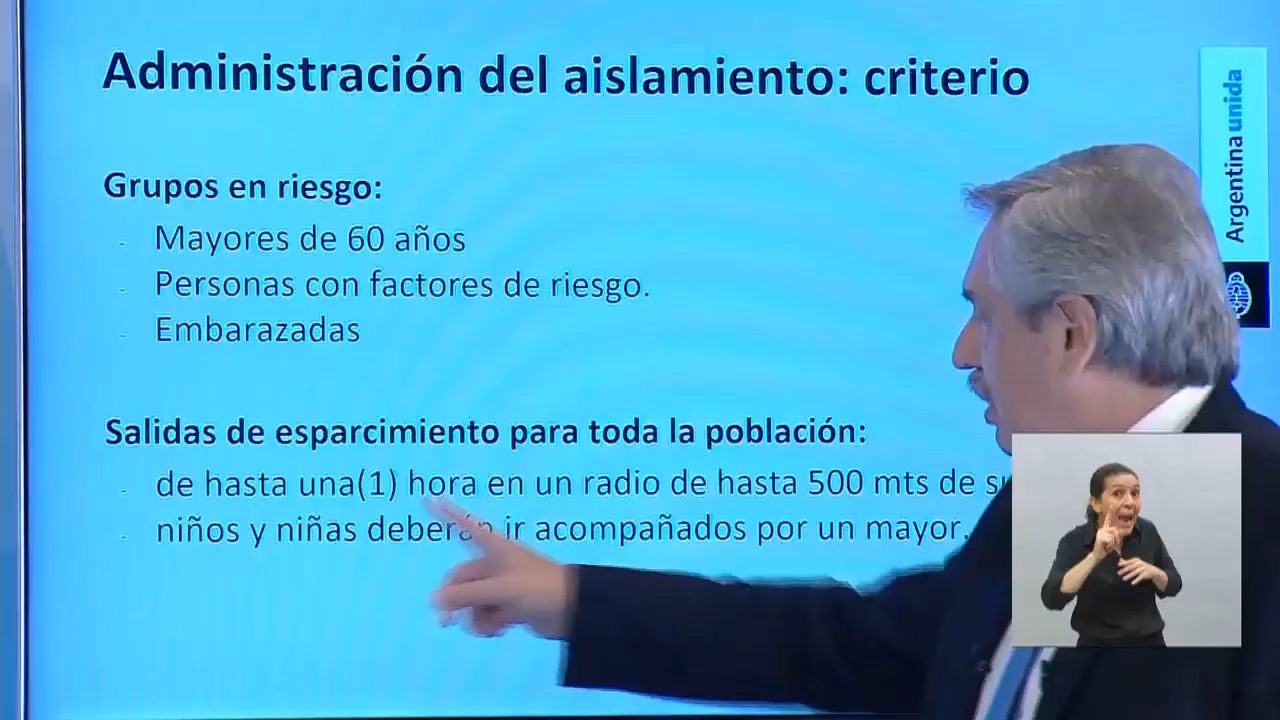 Administración del aislamiento: criterio
Grupos en riesgo:
- Mayores de 60 años
- Personas con factores de riesgo.
- Embarazadas
Salidas de esparcimiento para toda la población:
- de hasta una(1) hora en un radio de hasta 500 mts de
- niños y niñas deberán ir acompañados por un mayor.
Argentina unida